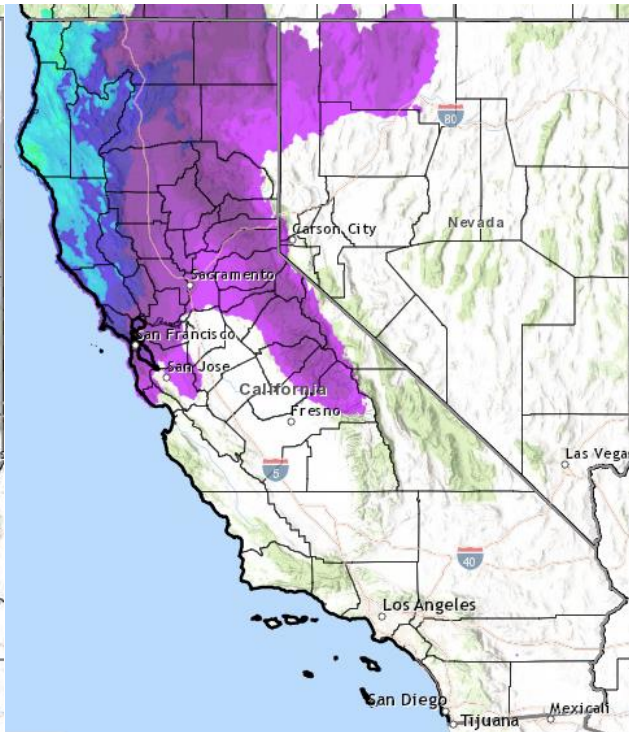 80
Carson City
Nevada
Sacramento
San Francisco
San Jose
California
Fresno
5
Las Vega
40
Los Angeles
San Diego
Tijuana
Mexicali